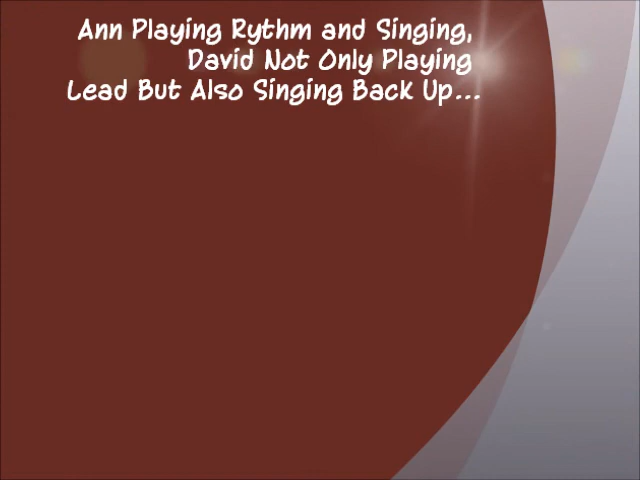 Ann Playing Rythm and Singing,
David Not Only Playing
Lead But Also Singing Back Up...